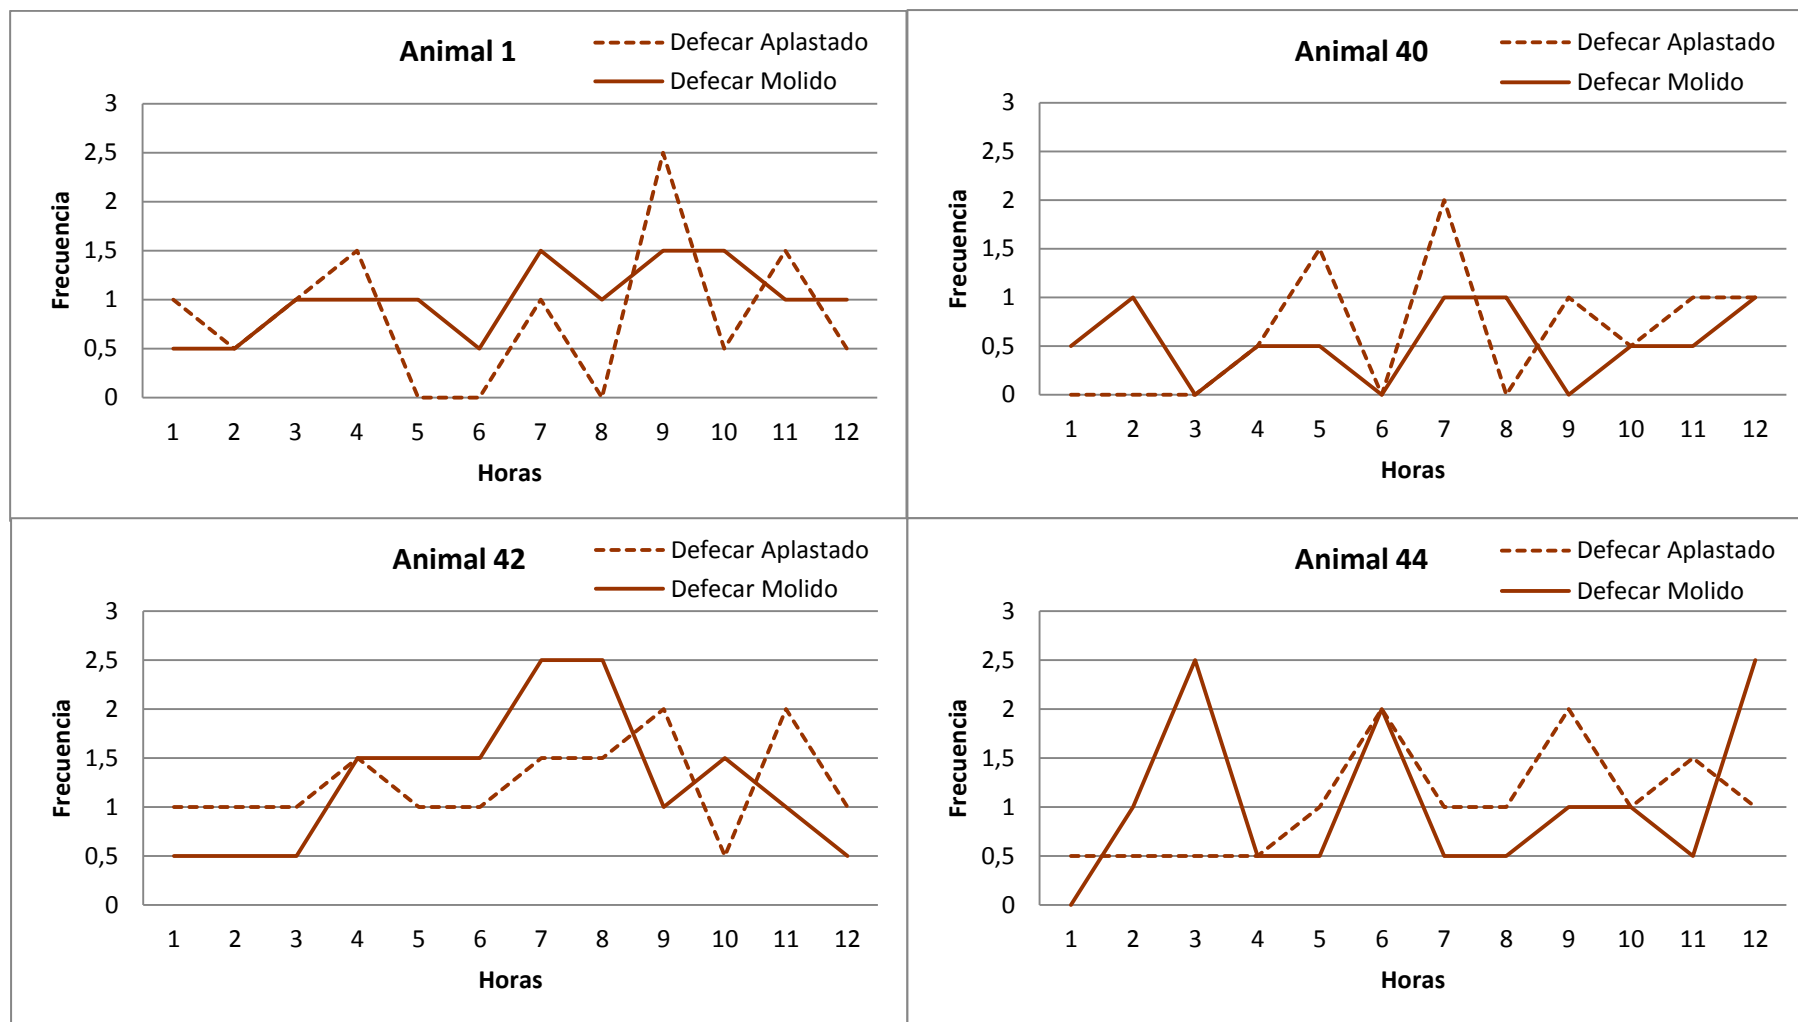 Animal 1
Defecar Aplastado
Defecar Molido
3
2,5
2
1,5
1
0,5
0
Frecuencia
1 2 3 4 5 6 7 8 9 10 11 12
Horas
Animal 40
Defecar Aplastado
Defecar Molido
3
2,5
2
1,5
1
0,5
0
Frecuencia
1 2 3 4 5 6 7 8 9 10 11 12
Horas
Animal 42
Defecar Aplastado
Defecar Molido
3
2,5
2
1,5
1
0,5
0
Frecuencia
1 2 3 4 5 6 7 8 9 10 11 12
Horas
Animal 44
Defecar Aplastado
Defecar Molido
3
2,5
2
1,5
1
0,5
0
Frecuencia
1 2 3 4 5 6 7 8 9 10 11 12
Horas